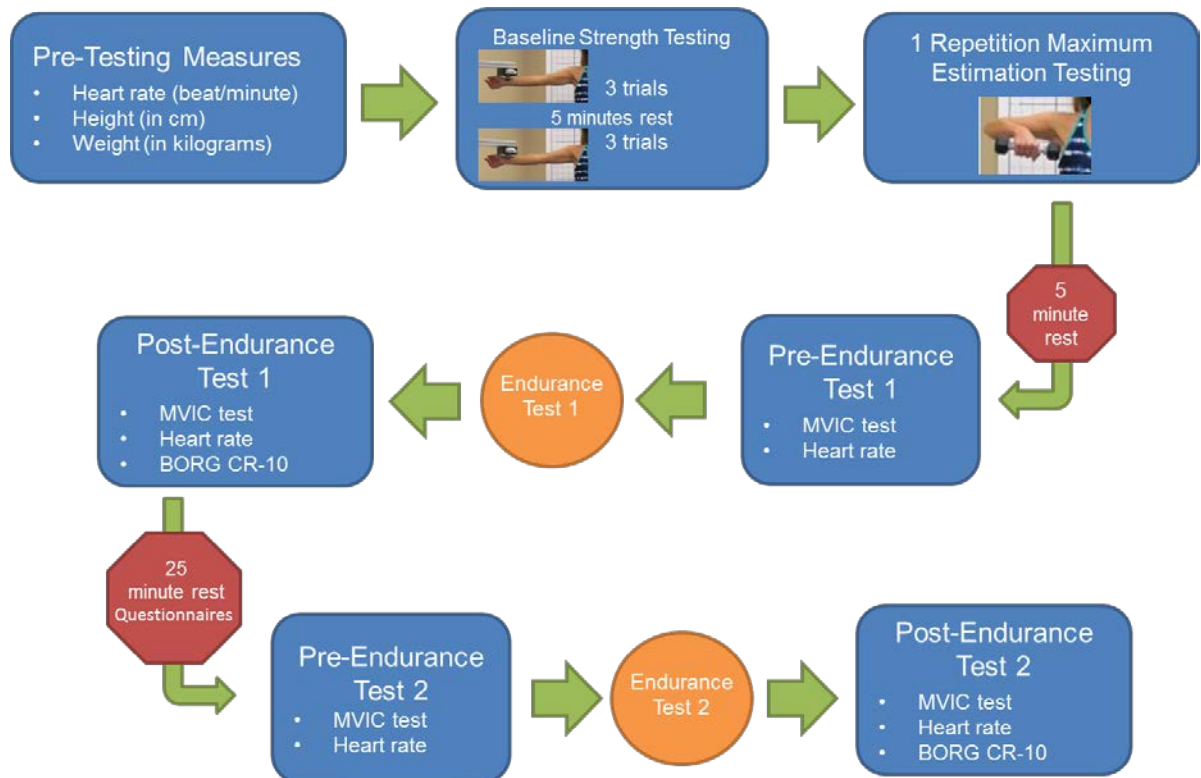 Pre-Testing Measures
• Heart rate (beat/minute)
• Height (in cm)
• Weight (in kilograms)
Baseline Strength Testing
3 trials
5 minutes rest
3 trials
1 Repetition Maximum
Estimation Testing
5
minute
rest
Pre-Endurance
Test 1
• MVIC test
• Heart rate
Endurance
Test 1
Post-Endurance
Test 1
• MVIC test
• Heart rate
• BORG CR-10
25
minute rest
Questionnaires
Pre-Endurance
Test 2
• MVIC test
• Heart rate
Endurance
Test 2
Post-Endurance
Test 2
• MVIC test
• Heart rate
• BORG CR-10